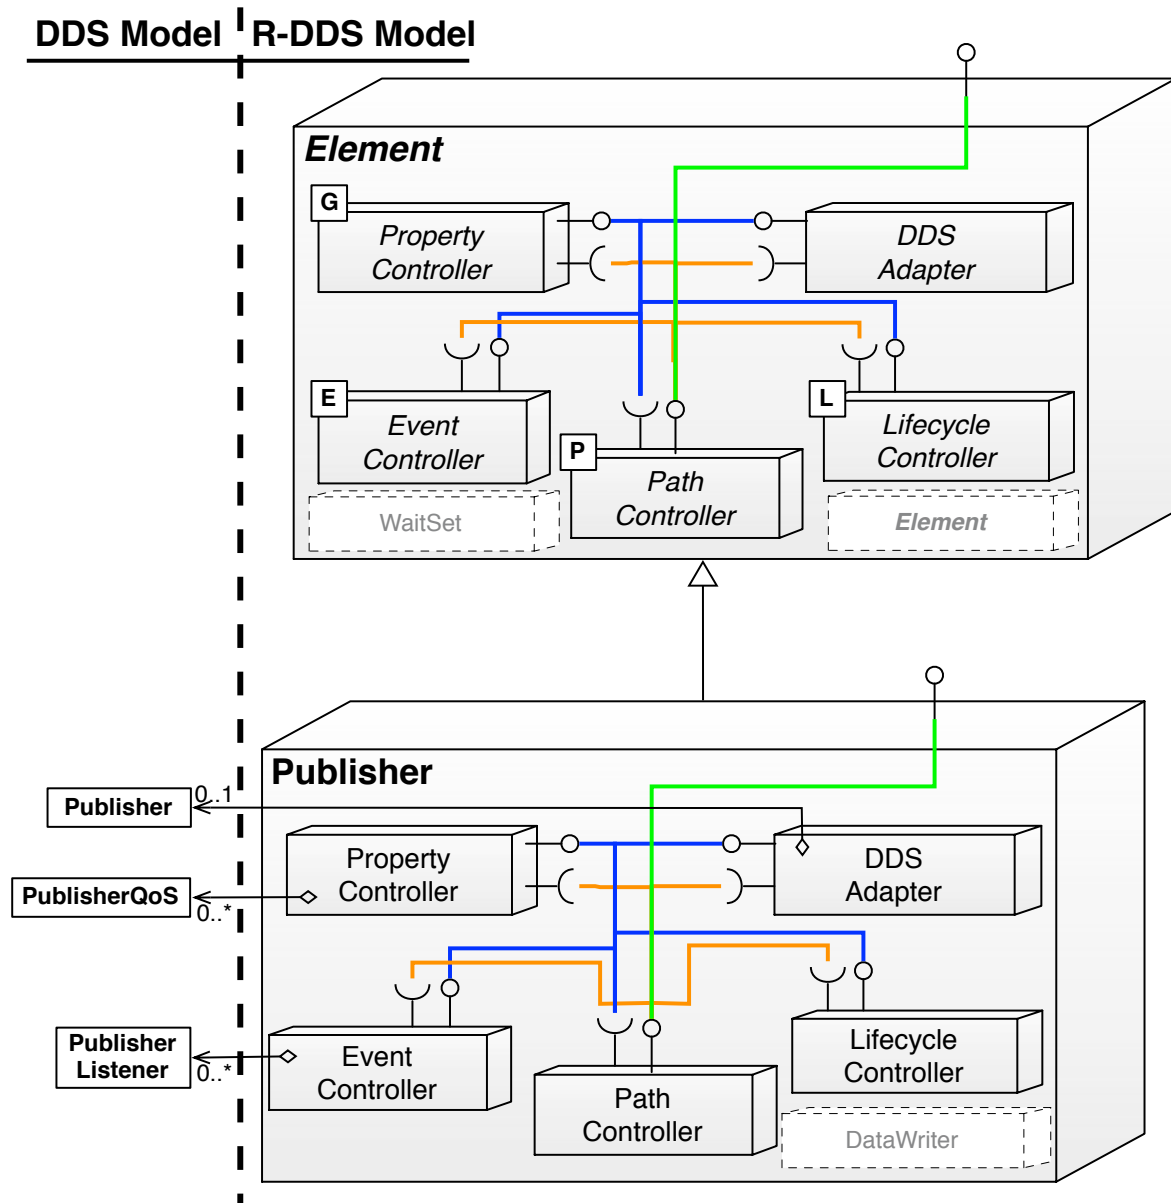 DDS Model
R-DDS Model
Element
G
Property
Controller
DDS
Adapter
E
Event
Controller
P
Path
Controller
L
Lifecycle
Controller
WaitSet
Element
Publisher
Publisher
0..1
Property
Controller
DDS
Adapter
PublisherQoS
0..*
Publisher
Listener
0..*
Event
Controller
Path
Controller
Lifecycle
Controller
DataWriter